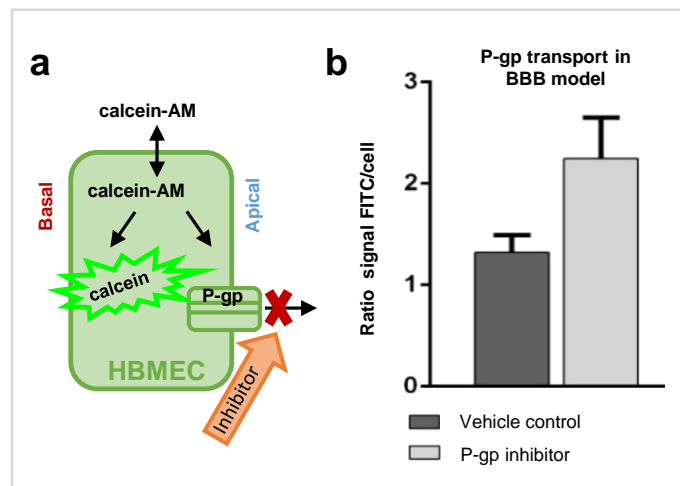 a
calcein-AM
calcein-AM
Basal
Apical
calcein
P-gp
HBMEC
Inhibitor
b
P-gp transport in
BBB model
Ratio signal FITC/cell
3
2
1
0
Vehicle control
P-gp inhibitor